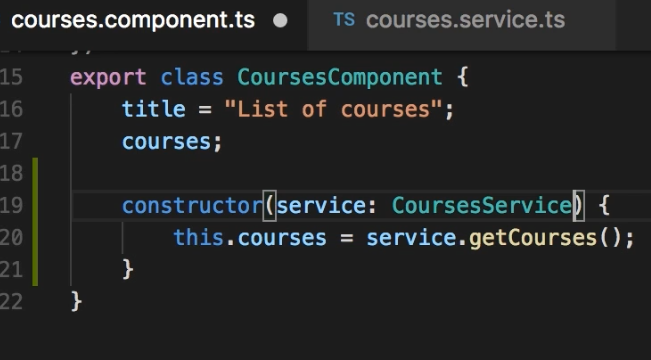 courses.component.ts TS courses.service.ts
15 export class CoursesComponent {
16 title = "List of courses";
17 courses;
18
19 constructor(service: CoursesService) {
20 this.courses = service.getCourses();
21 }
22 }